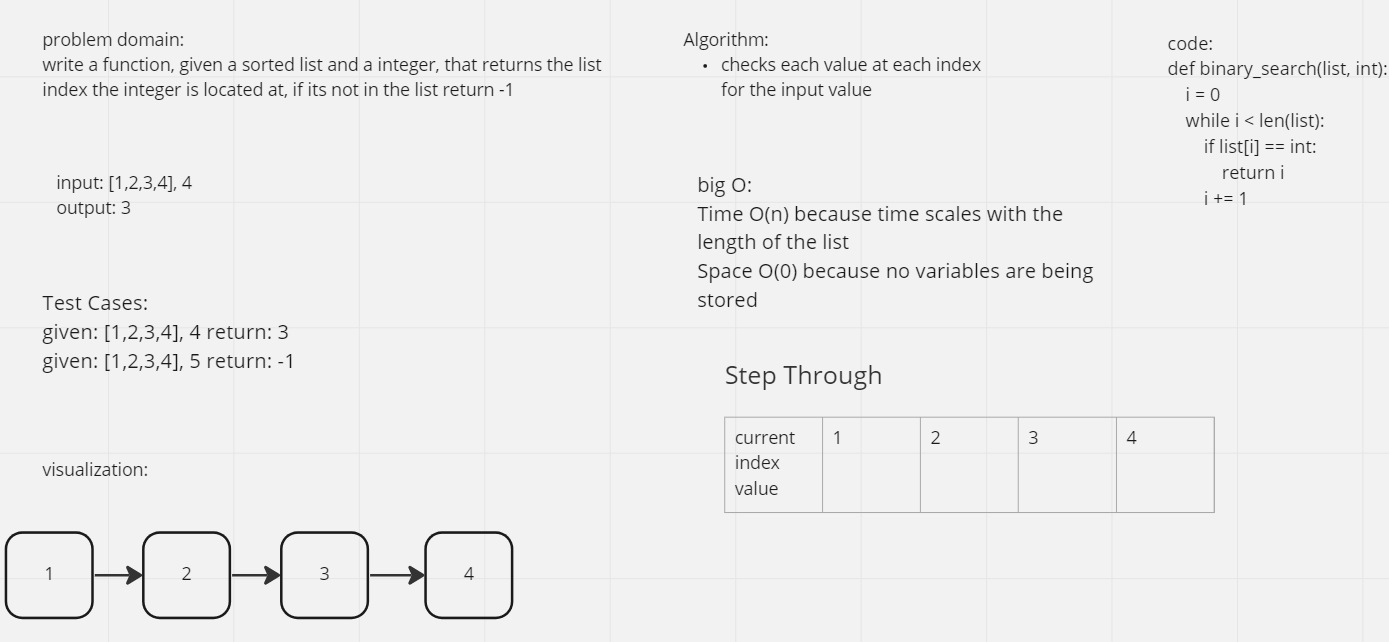 problem domain:
write a function, given a sorted list and a integer, that returns the list
index the integer is located at, if its not in the list return -1
input: [1,2,3,4], 4
output: 3
Test Cases:
given: [1,2,3,4], 4 return: 3
given: [1,2,3,4], 5 return: -1
visualization:
1
2
3
4
Algorithm:
• checks each value at each index
for the input value
big O:
Time O(n) because time scales with the
length of the list
Space O(0) because no variables are being
stored
Step Through
current
index
value
1
2
3
4
code:
def binary_search(list, int):
i = 0
while i < len(list):
if list[i] == int:
return i
i += 1